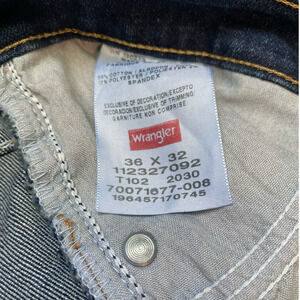 SPANDEX
EXCLUSIVE OF DECORATION/EXCEPTO
DECORACION/EXCLUSIVE OF TRIMMING
GARNITURE NON COMPRISE
Wrangler
36 X 32
112327092
T102 2030
70071677-008
196457170745